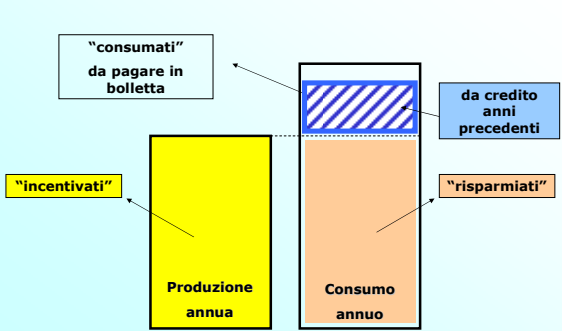 “consumati”
da pagare in
bolletta
da credito
anni
precedenti
“incentivati”
“risparmiati”
Produzione
annua
Consumo
annuo